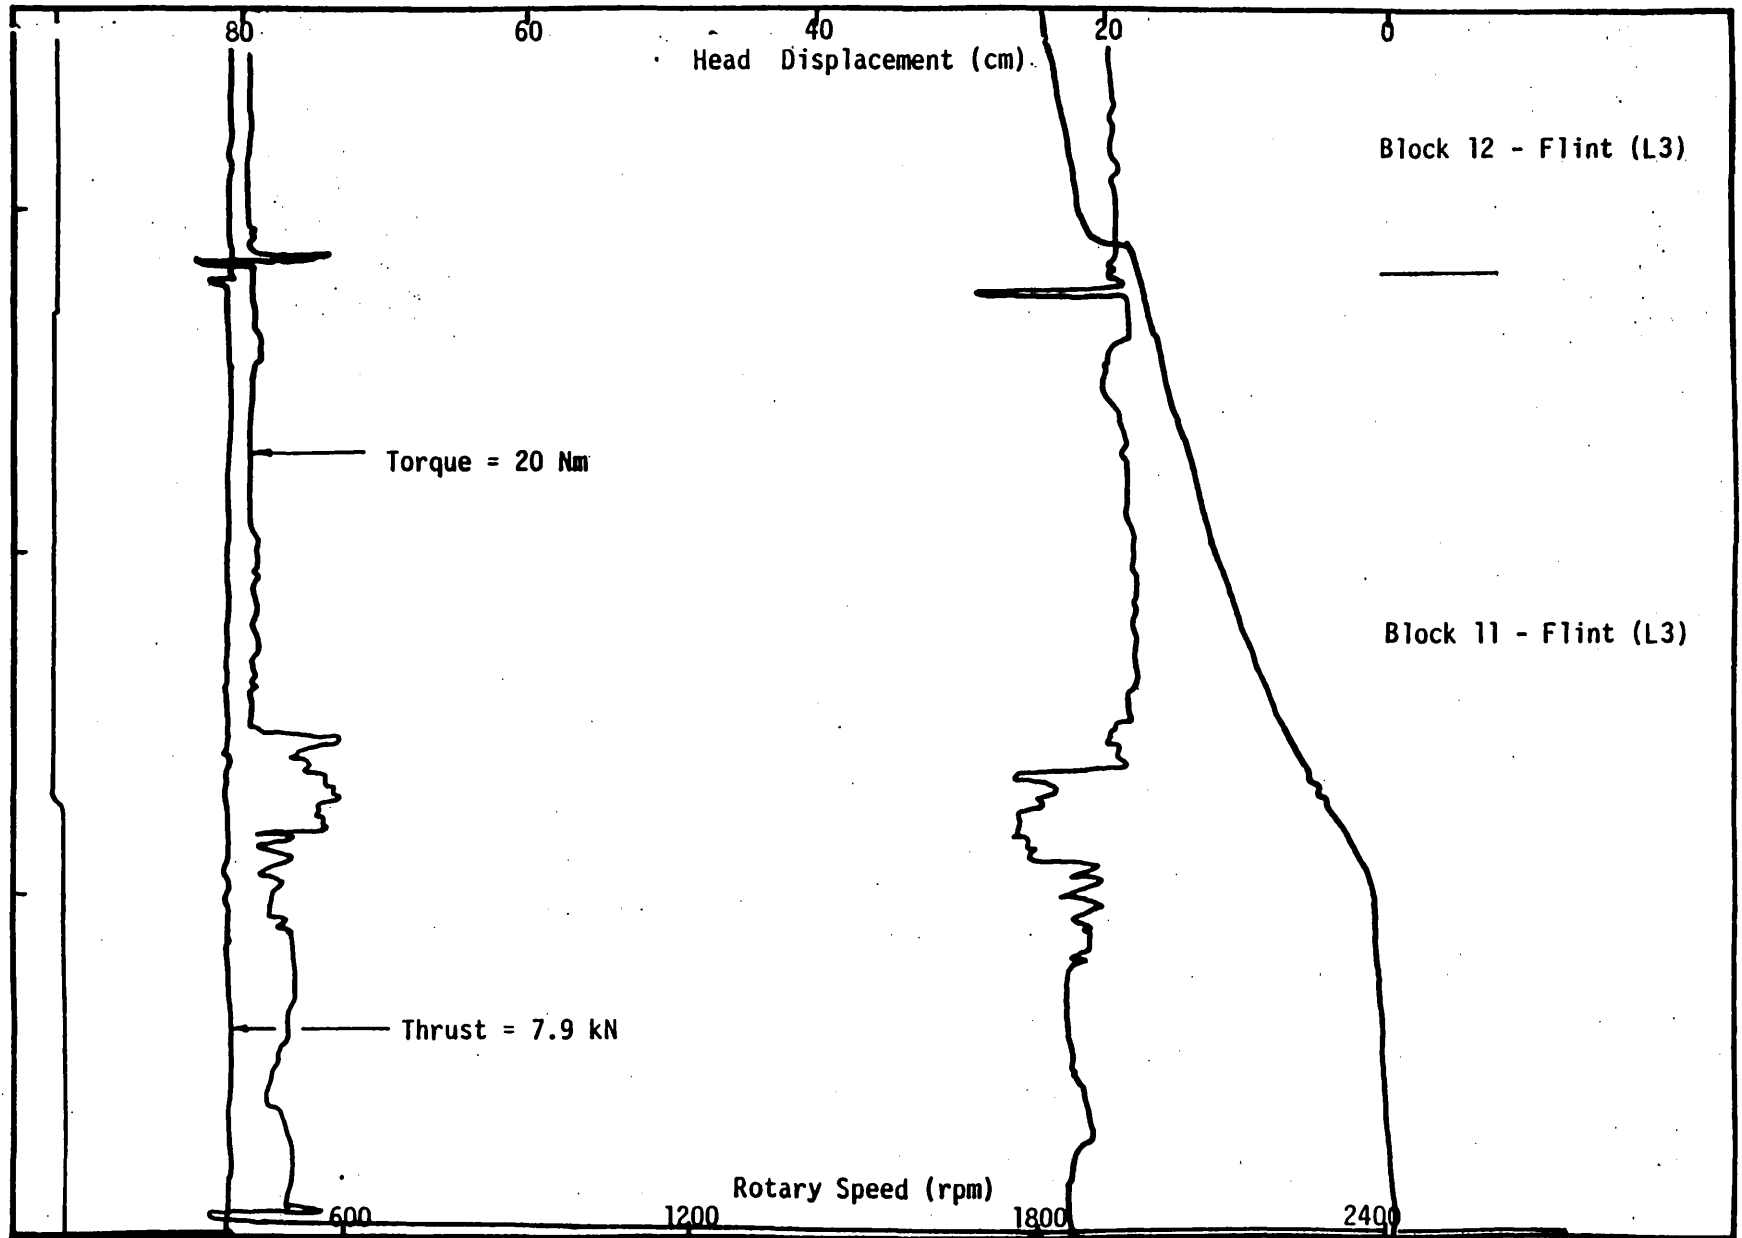 80 60 40 20 0
Head Displacement (cm)
Block 12 - Flint (L3)
Torque = 20 Nm
Block 11 - Flint (L3)
Thrust = 7.9 kN
Rotary Speed (rpm)
600 1200 1800 2400